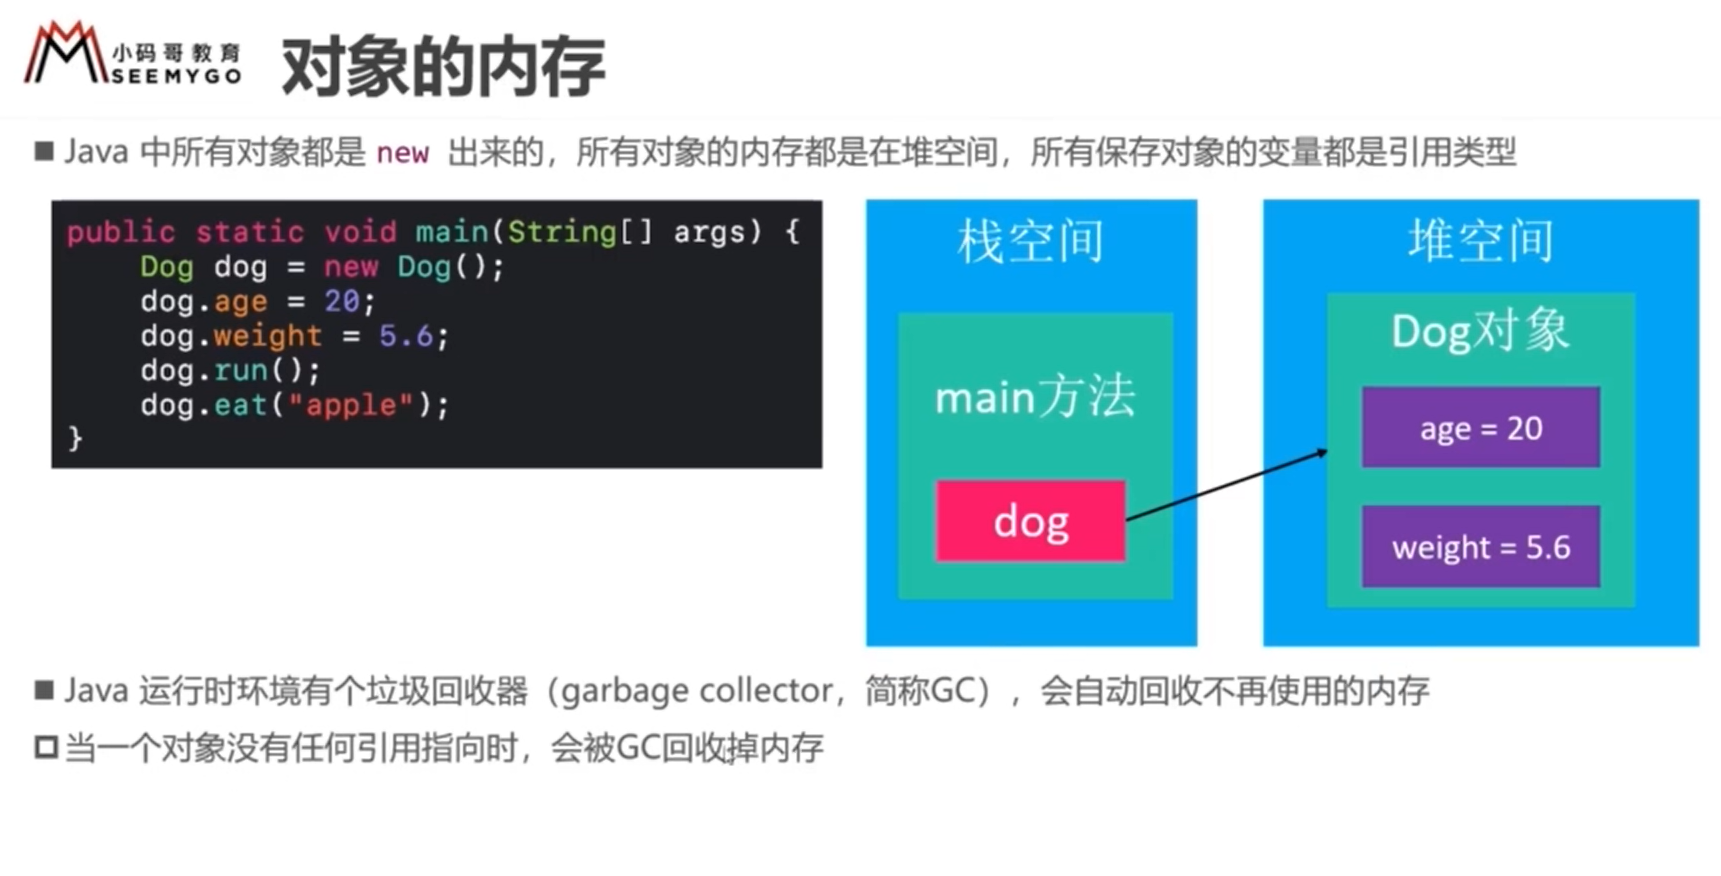 小码哥教育
SEEMYGO
对象的内存
■ Java 中所有对象都是 new 出来的，所有对象的内存都是在堆空间，所有保存对象的变量都是引用类型
public static void main(String[] args) {
    Dog dog = new Dog();
    dog.age = 20;
    dog.weight = 5.6;
    dog.run();
    dog.eat("apple");
}
栈空间
main方法
dog
堆空间
Dog对象
age = 20
weight = 5.6
■ Java 运行时环境有个垃圾回收器（garbage collector，简称GC），会自动回收不再使用的内存
当一个对象没有任何引用指向时，会被GC回收掉内存